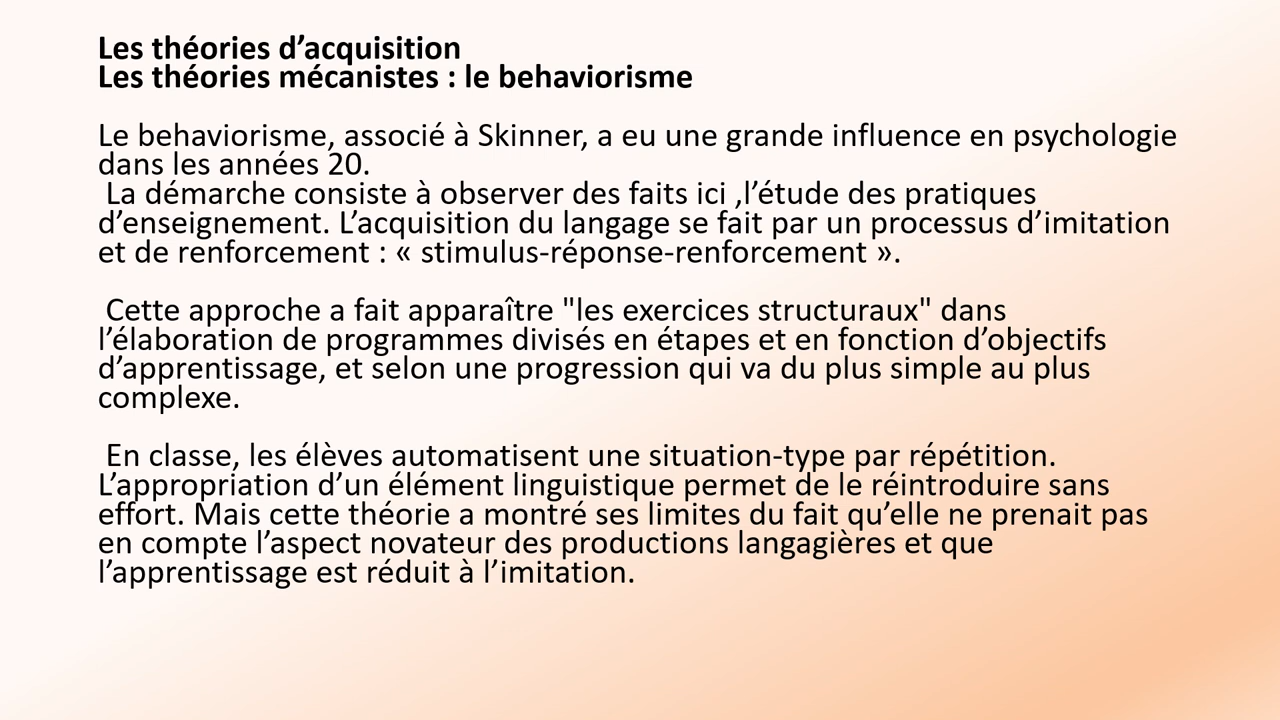 Les théories d’acquisition
Les théories mécanistes : le behaviorisme
Le behaviorisme, associé à Skinner, a eu une grande influence en psychologie
dans les années 20.
La démarche consiste à observer des faits ici ,l’étude des pratiques
d’enseignement. L’acquisition du langage se fait par un processus d’imitation
et de renforcement : « stimulus-réponse-renforcement ».
Cette approche a fait apparaître "les exercices structuraux" dans
l’élaboration de programmes divisés en étapes et en fonction d’objectifs
d’apprentissage, et selon une progression qui va du plus simple au plus
complexe.
En classe, les élèves automatisent une situation-type par répétition.
L’appropriation d’un élément linguistique permet de le réintroduire sans
effort. Mais cette théorie a montré ses limites du fait qu’elle ne prenait pas
en compte l’aspect novateur des productions langagières et que
l’apprentissage est réduit à l’imitation.